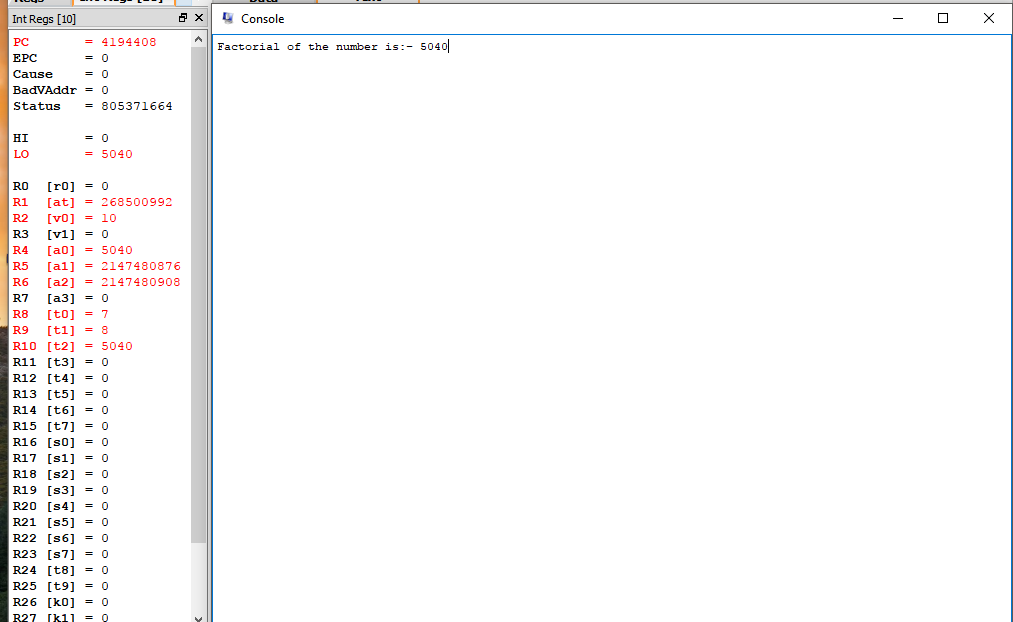 Int Regs [10]
PC = 4194408
EPC = 0
Cause = 0
BadVAddr = 0
Status = 805371664
HI = 0
LO = 5040
R0 [r0] = 0
R1 [at] = 268500992
R2 [v0] = 10
R3 [v1] = 0
R4 [a0] = 5040
R5 [a1] = 2147480876
R6 [a2] = 2147480908
R7 [a3] = 0
R8 [t0] = 7
R9 [t1] = 8
R10 [t2] = 5040
R11 [t3] = 0
R12 [t4] = 0
R13 [t5] = 0
R14 [t6] = 0
R15 [t7] = 0
R16 [s0] = 0
R17 [s1] = 0
R18 [s2] = 0
R19 [s3] = 0
R20 [s4] = 0
R21 [s5] = 0
R22 [s6] = 0
R23 [s7] = 0
R24 [t8] = 0
R25 [t9] = 0
R26 [k0] = 0
R27 [k1] = 0
Console
Factorial of the number is:- 5040